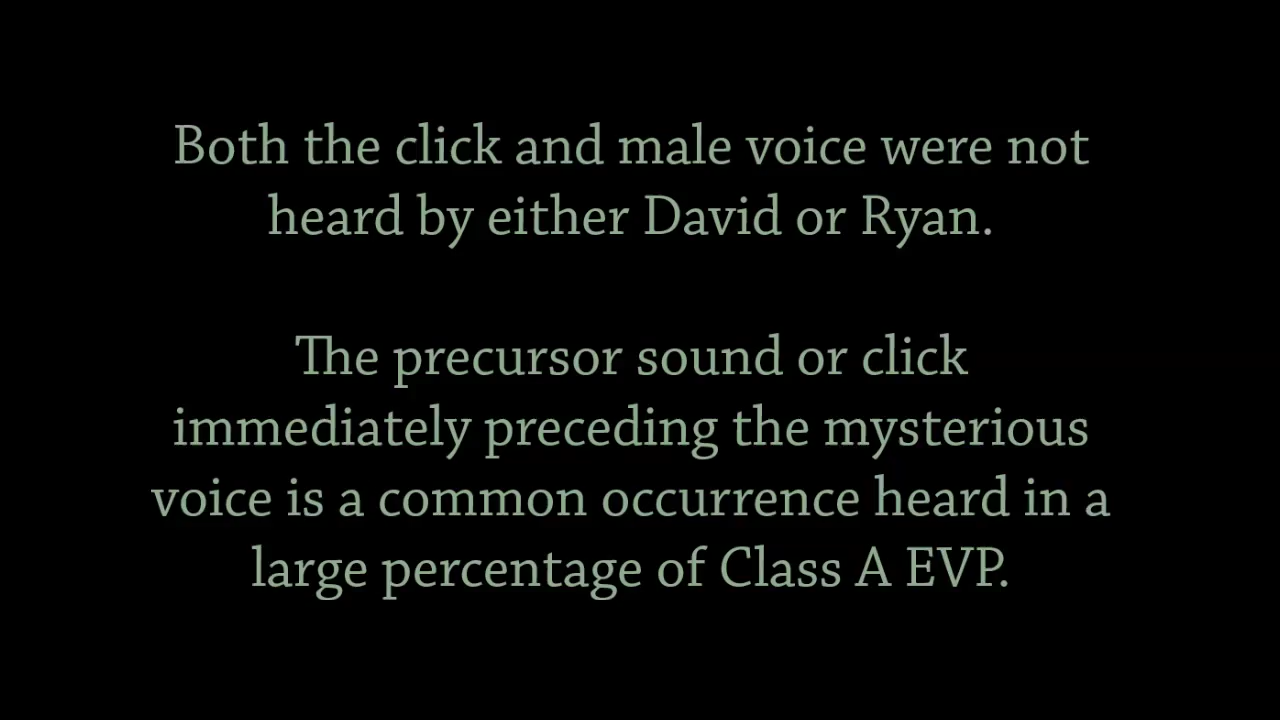 Both the click and male voice were not
heard by either David or Ryan.
The precursor sound or click
immediately preceding the mysterious
voice is a common occurrence heard in a
large percentage of Class A EVP.